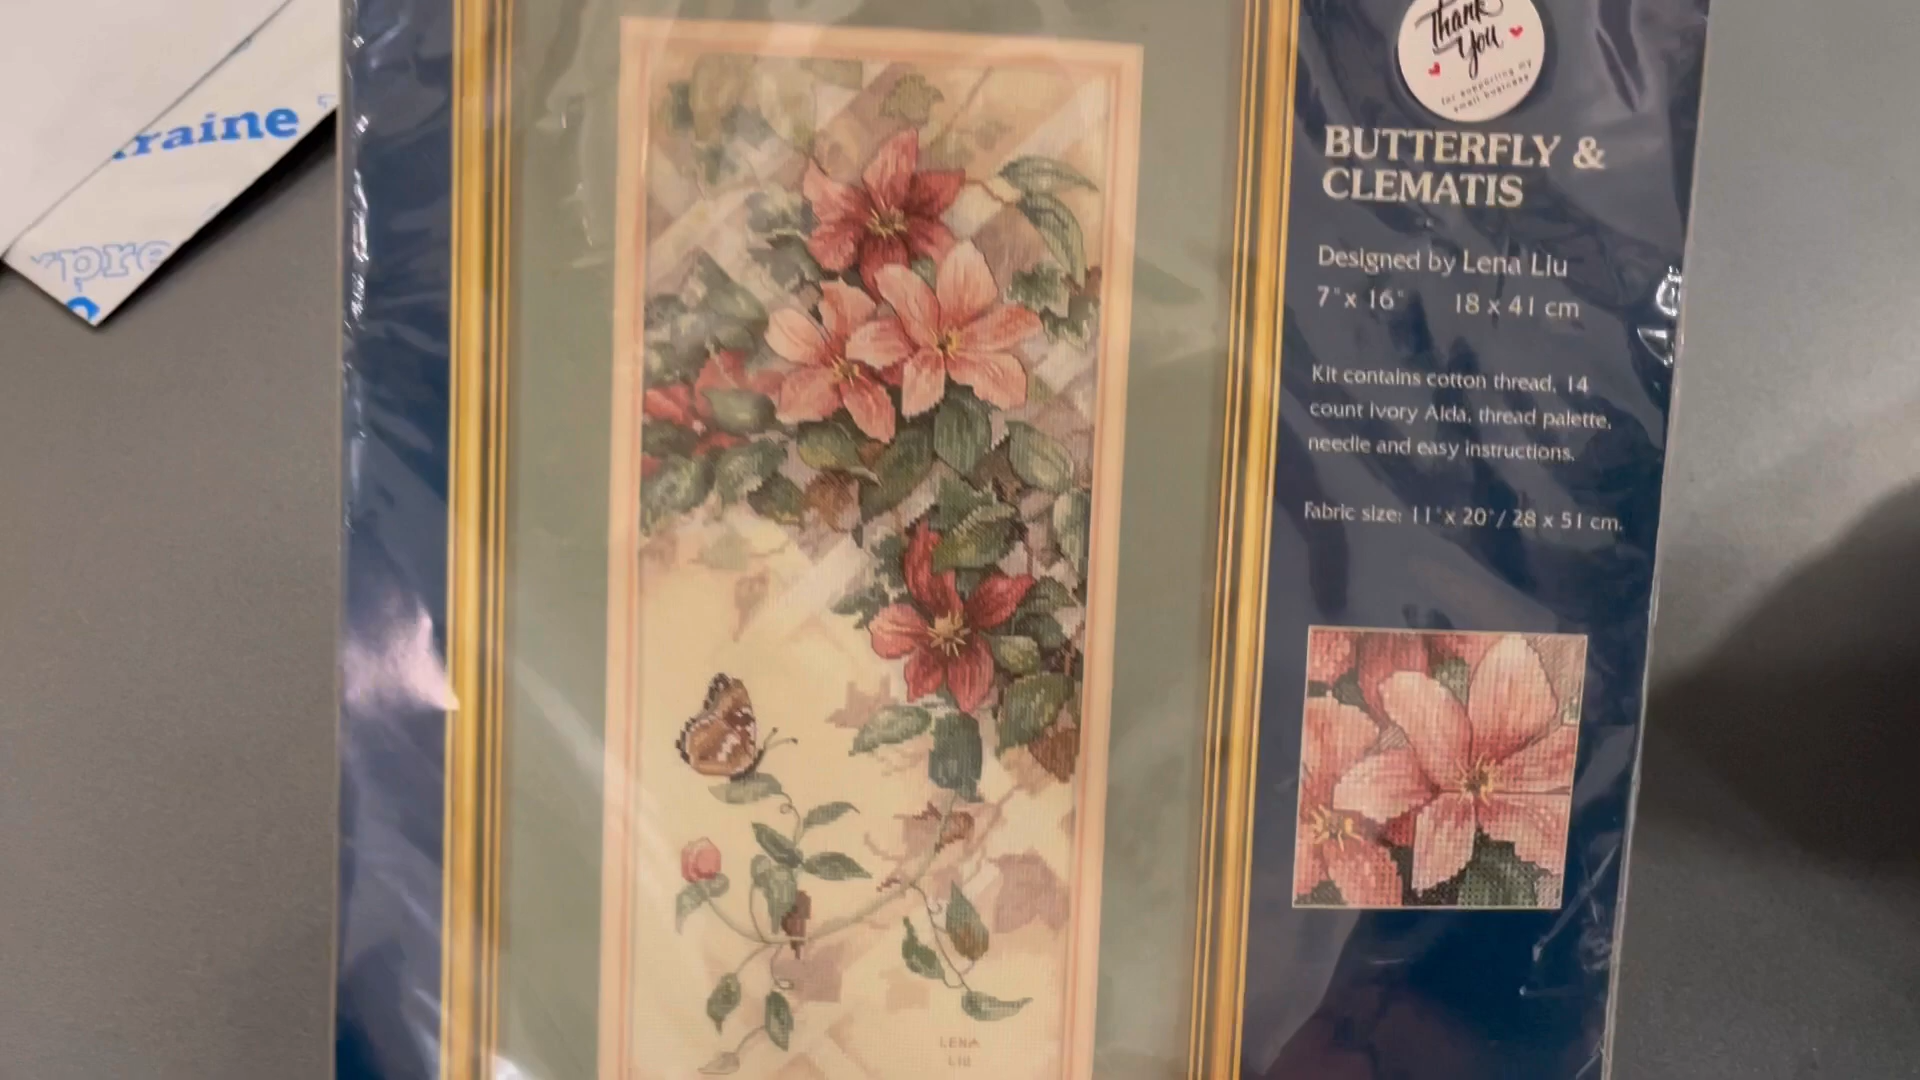 raine
pre
Thank
You
for supporting my
small business
BUTTERFLY &
CLEMATIS
Designed by Lena Liu
7"x 16" 18 x 41 cm
Kit contains cotton thread, 14
count Ivory Aida, thread palette,
needle and easy instructions.
Fabric size: 11"x 20"/ 28 x 51 cm.
LENA
LIU